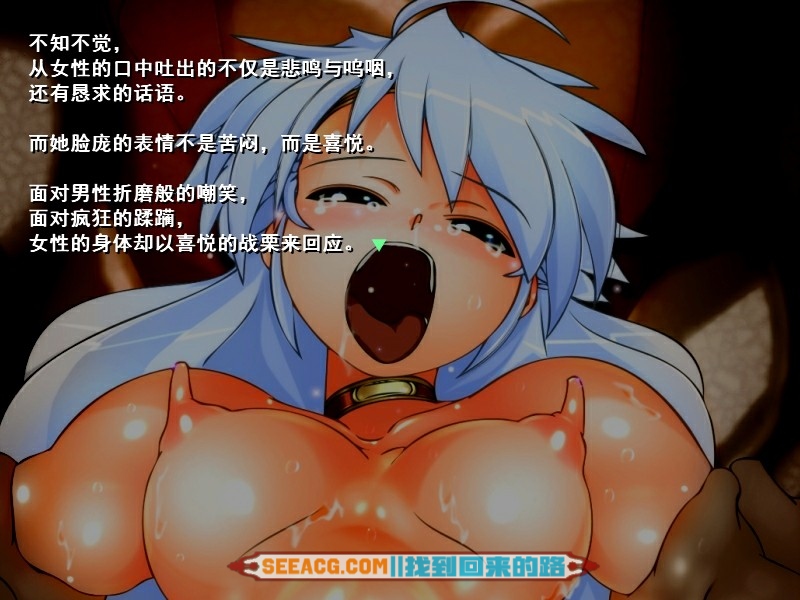 不知不觉，
从女性的口中吐出的不仅是悲鸣与呜咽，
还有恳求的话语。
而她脸庞的表情不是苦闷，而是喜悦。
面对男性折磨般的嘲笑，
面对疯狂的蹂躏，
女性的身体却以喜悦的战栗来回应。
SEEACG.COM||找到回来的路